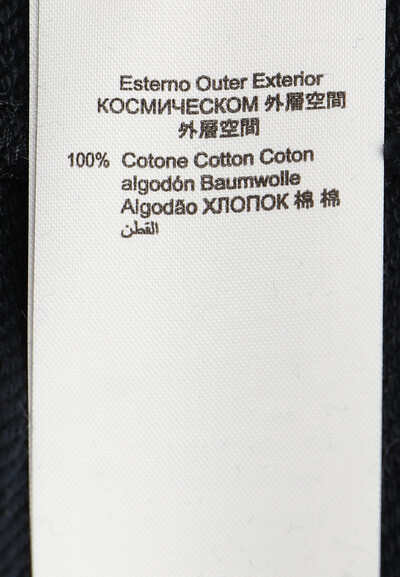 Esterno Outer Exterior
КОСМИЧЕСКОМ 外層空間
外層空間
100% Cotone Cotton Coton
algodón Baumwolle
Algodão ХЛОПОК 棉 棉
القطن